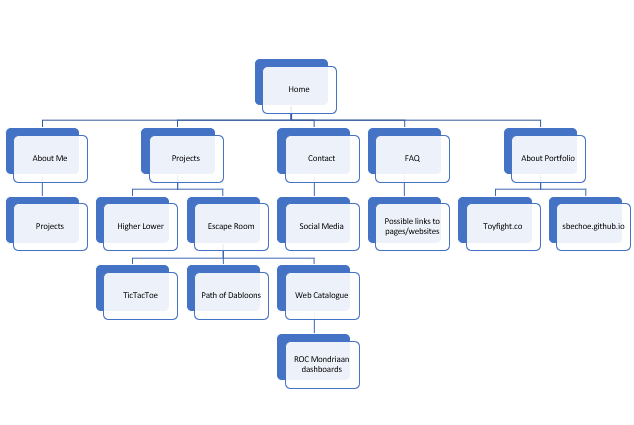 Home
About Me
Projects
Contact
FAQ
About Portfolio
Projects
Higher Lower
Escape Room
Social Media
Possible links to
pages/websites
Toyfight.co
sbechoe.github.io
TicTacToe
Path of Dabloons
Web Catalogue
ROC Mondriaan
dashboards